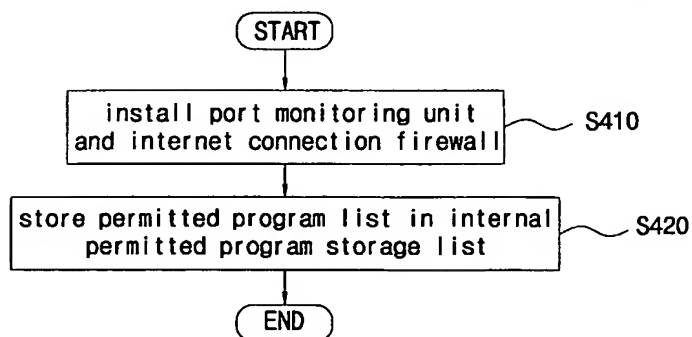 START
install port monitoring unit
and internet connection firewall
S410
store permitted program list in internal
permitted program storage list
S420
END